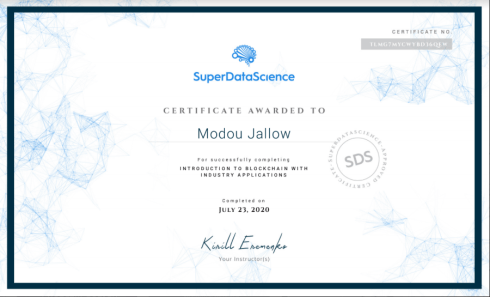 CERTIFICATE NO
SuperDataScience
CERTIFICATE AWARDED TO
Modou Jallow
For successfully completing
INTRODUCTION TO BLOCKCHAIN WITH
INDUSTRY APPLICATIONS
SUPERDATASCIENCE APPROVED CERTIFICATE
SDS
Completed on
JULY 23, 2020
Kirill Eremenko
Your Instructor(s)